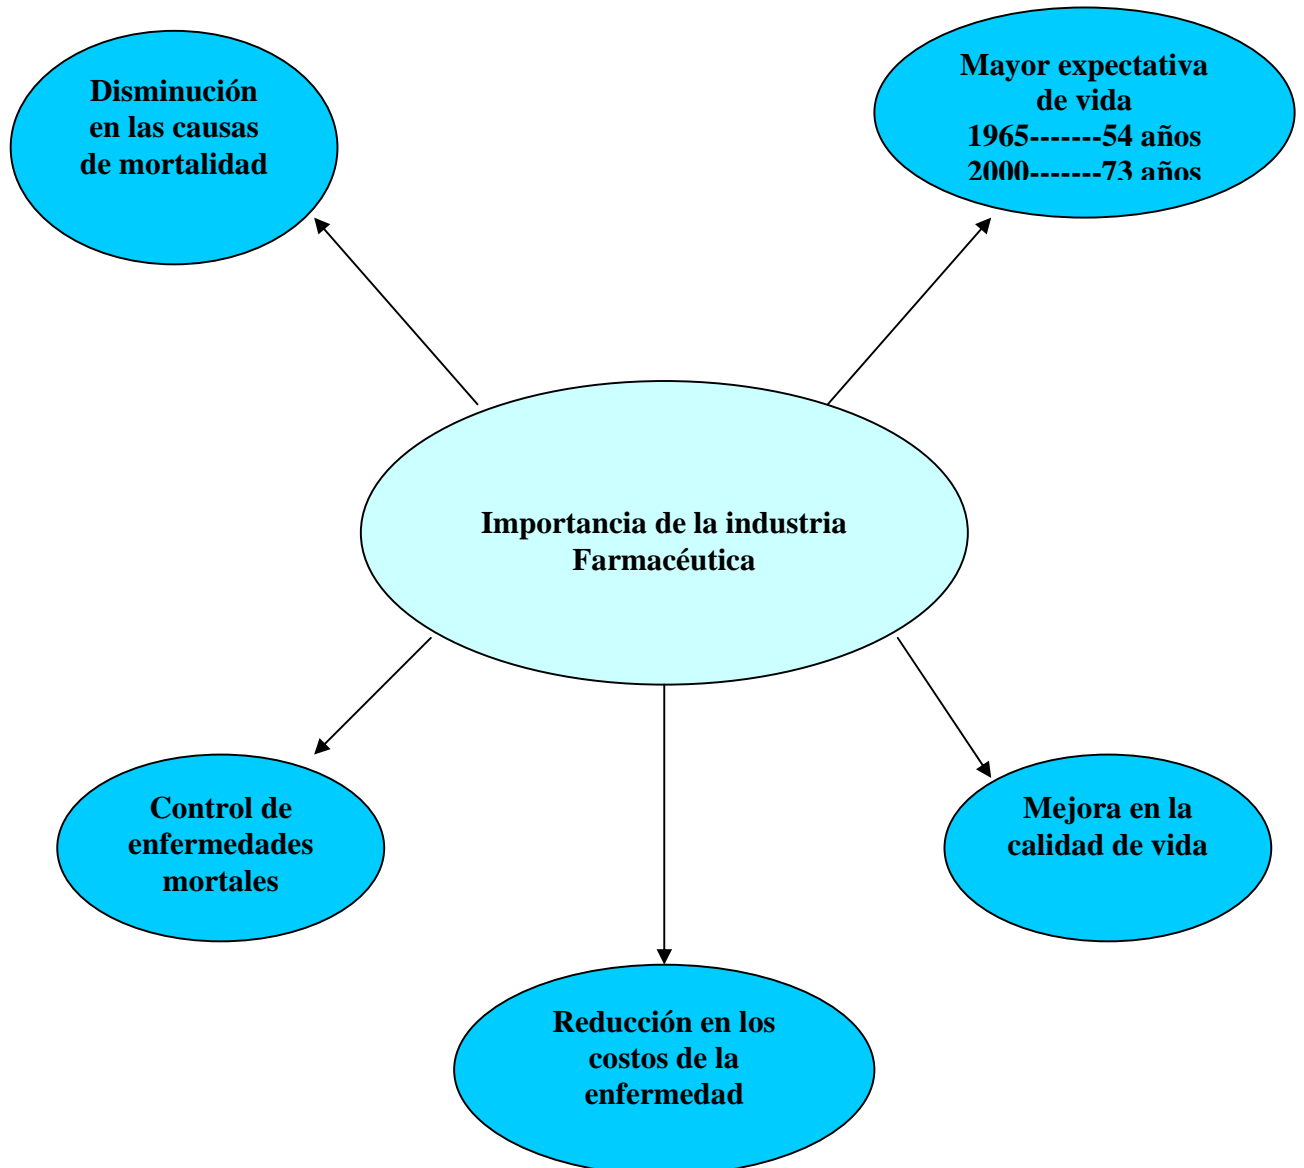 Disminución
en las causas
de mortalidad
Mayor expectativa
de vida
1965-------54 años
2000-------73 años
Importancia de la industria
Farmacéutica
Control de
enfermedades
mortales
Mejora en la
calidad de vida
Reducción en los
costos de la
enfermedad